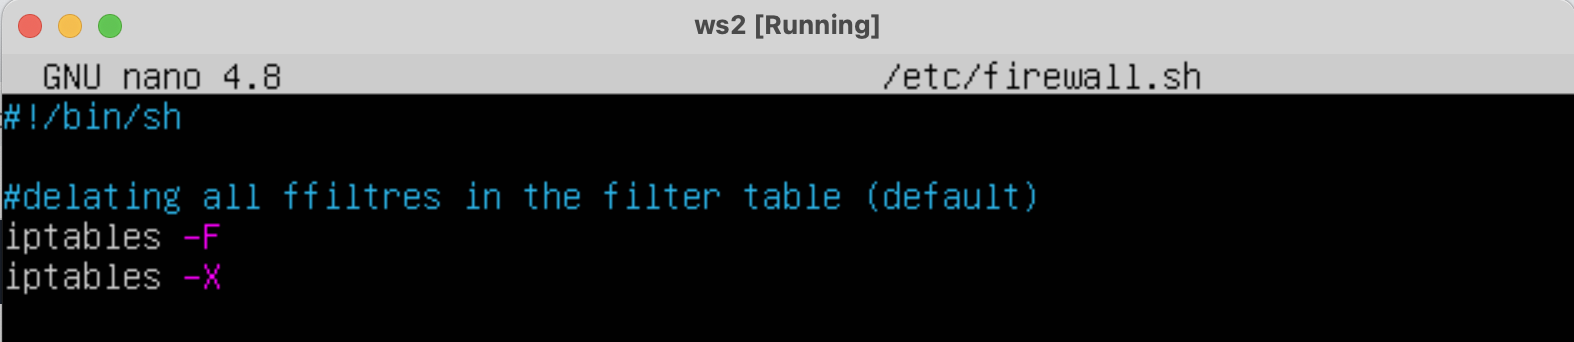 ws2 [Running]
GNU nano 4.8 /etc/firewall.sh
#!/bin/sh
#delating all ffiltres in the filter table (default)
iptables -F
iptables -X